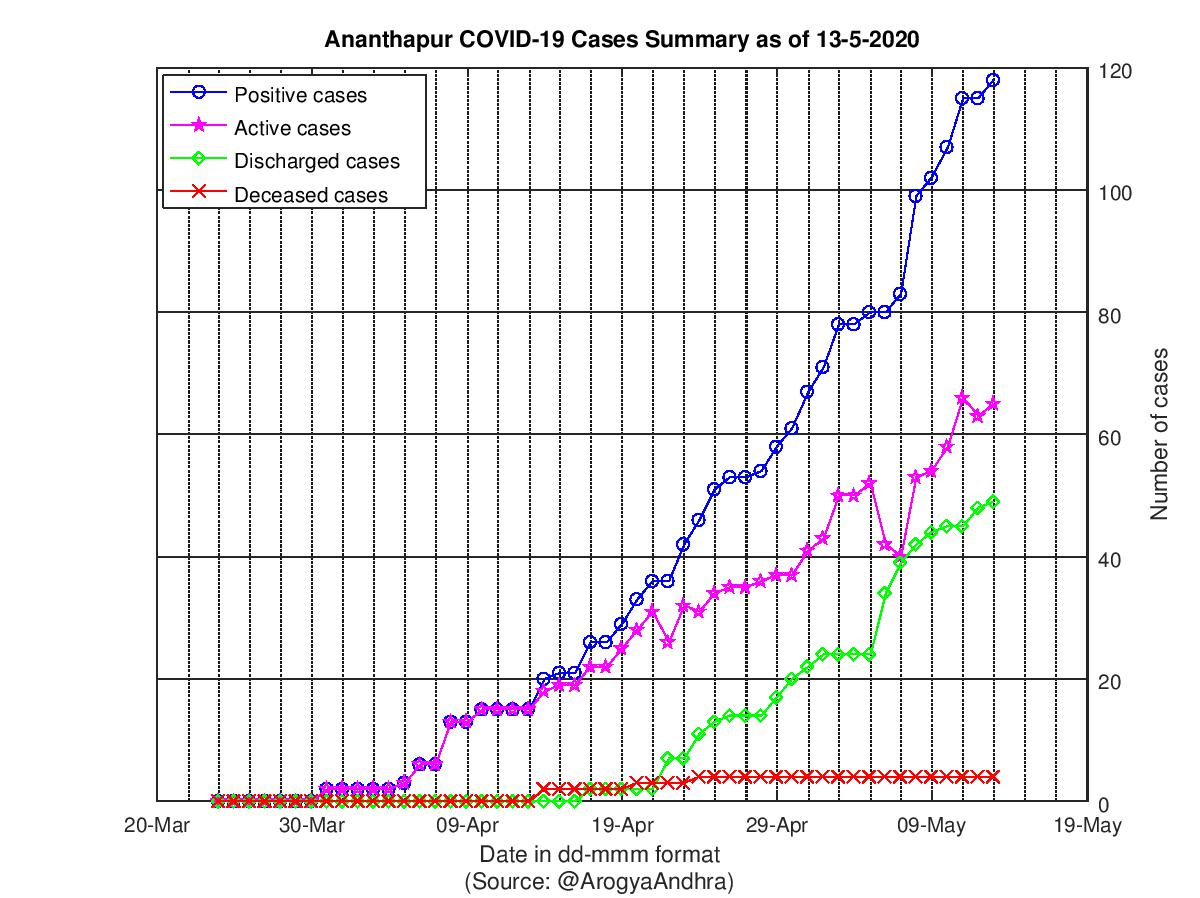 Ananthapur COVID-19 Cases Summary as of 13-5-2020
Positive cases
Active cases
Discharged cases
Deceased cases
120
100
80
60
40
20
0
Number of cases
20-Mar 30-Mar 09-Apr 19-Apr 29-Apr 09-May 19-May
Date in dd-mmm format
(Source: @ArogyaAndhra)